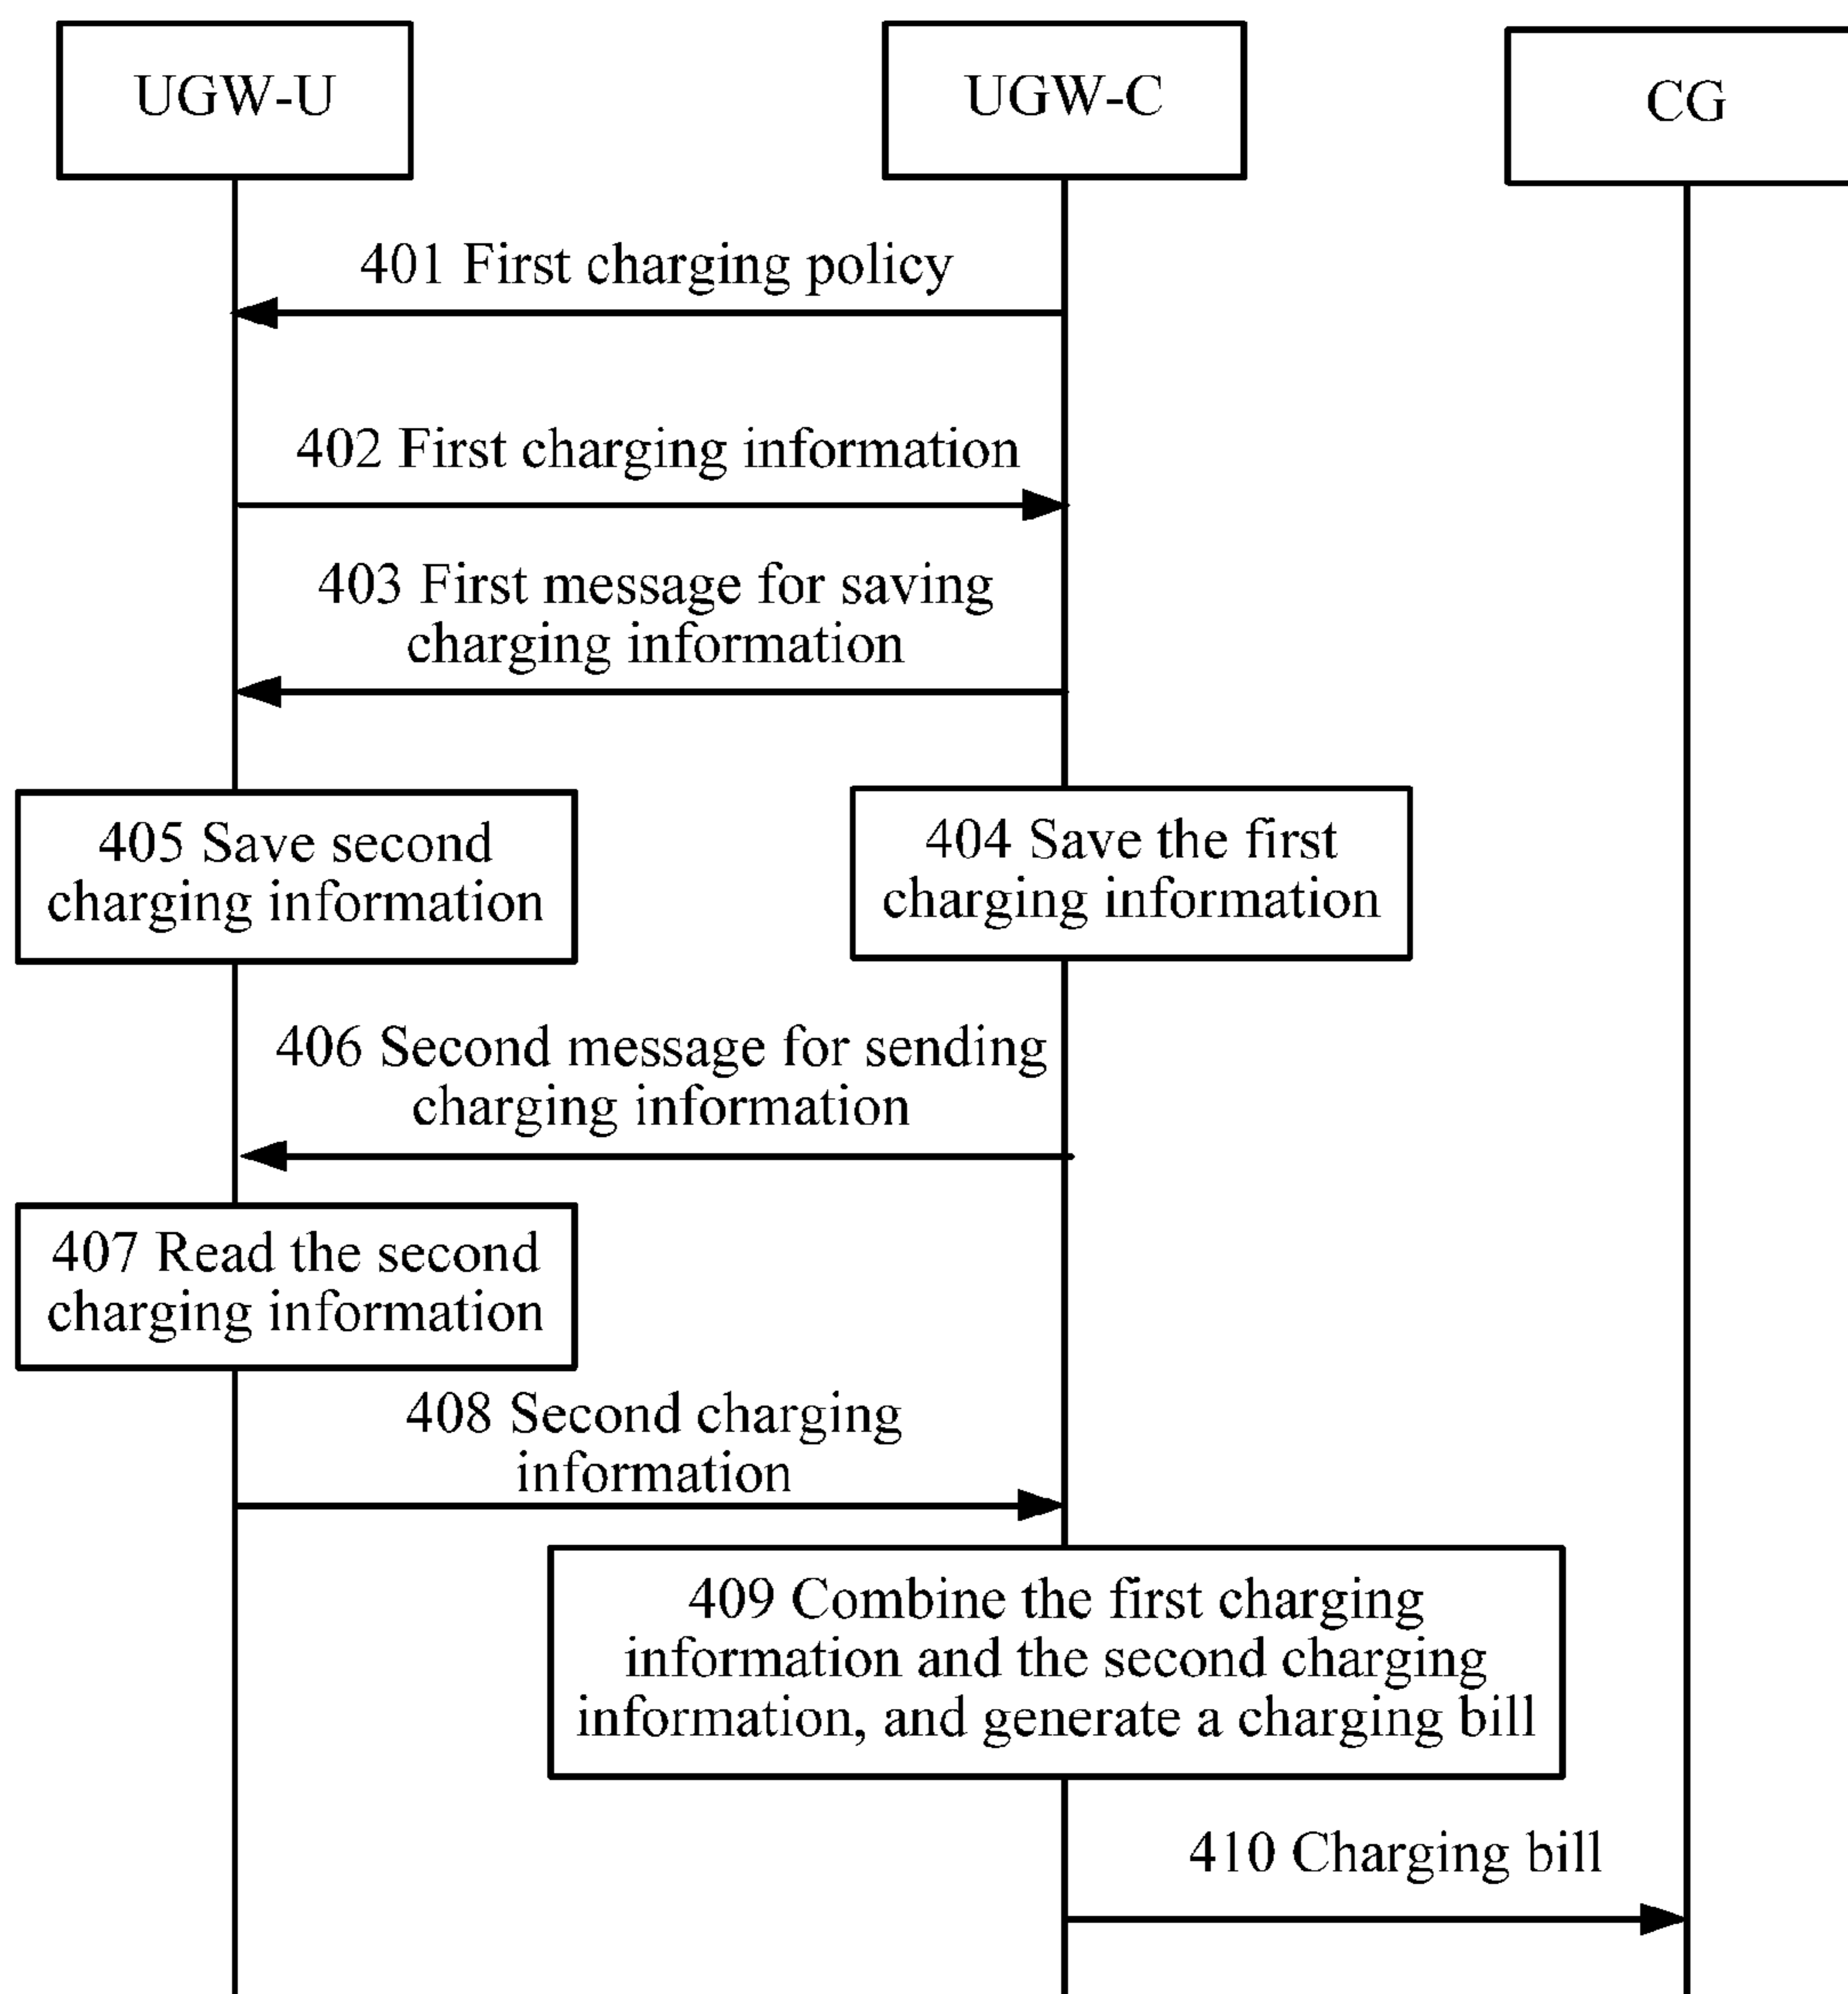 UGW-U
UGW-C
CG
401 First charging policy
402 First charging information
403 First message for saving
charging information
405 Save second
charging information
404 Save the first
charging information
406 Second message for sending
charging information
407 Read the second
charging information
408 Second charging
information
409 Combine the first charging
information and the second charging
information, and generate a charging bill
410 Charging bill